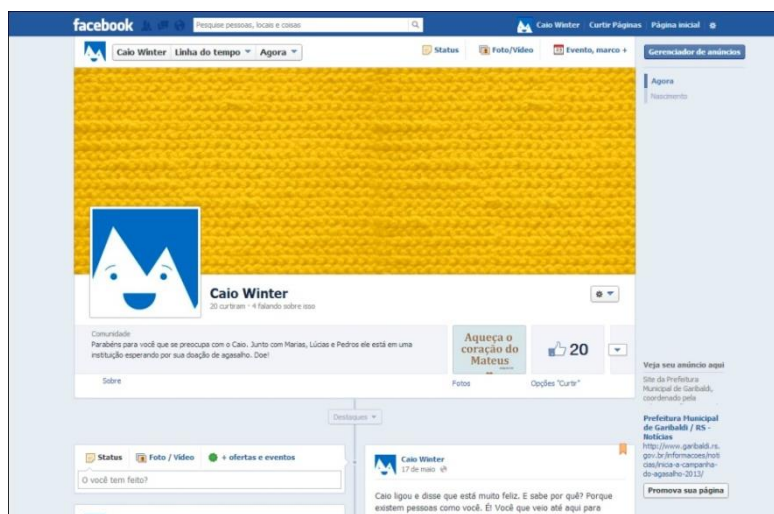 facebook
Pesquise pessoas, locais e coisas
Caio Winter Curtir Páginas Página inicial
Caio Winter Linha do tempo Agora
Status Foto/Vídeo Evento, marco +
Gerenciador de anúncios
Agora
Nascimento
Caio Winter
20 curtiram · 4 falando sobre isso
Comunidade
Parabéns para você que se preocupa com o Caio. Junto com Marias, Lúcias e Pedros ele está em uma
instituição esperando por sua doação de agasalho. Doe!
Sobre
Aqueça o
coração do
Mateus
Fotos
20
Opções "Curtir"
Destaques
Status Foto / Vídeo + ofertas e eventos
O você tem feito?
Caio Winter
17 de maio
Caio ligou e disse que está muito feliz. E sabe por quê? Porque
existem pessoas como você. É! Você que veio até aqui para
Veja seu anúncio aqui
Site da Prefeitura
Municipal de Garibaldi,
coordenado pela
Prefeitura Municipal
de Garibaldi / RS -
Notícias
http://www.garibaldi.rs.
gov.br/informacoes/noti
cias/inicia-a-campanha-
do-agasalho-2013/
Promova sua página